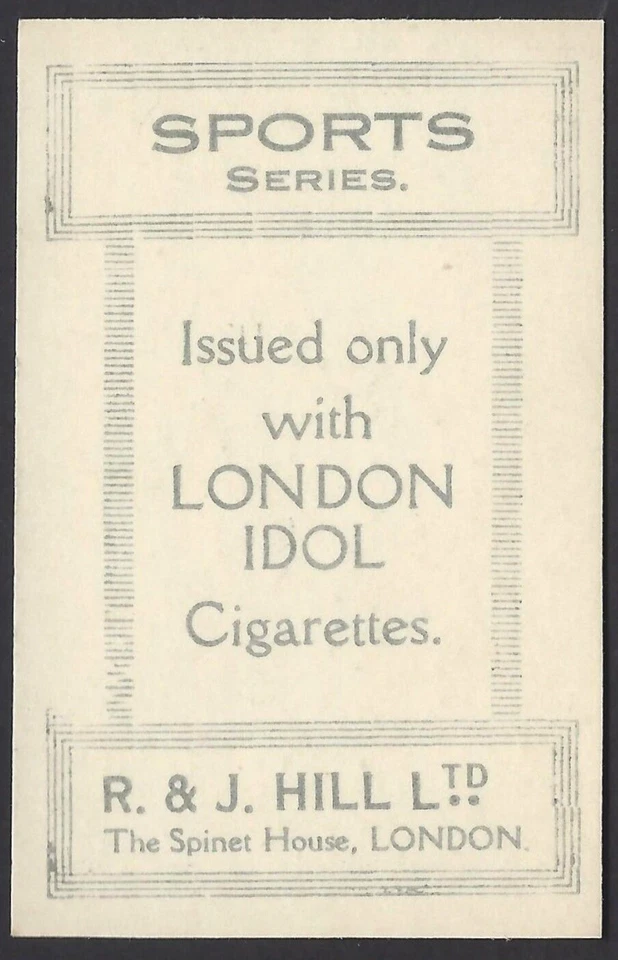 SPORTS
SERIES.
Issued only
with
LONDON
IDOL
Cigarettes.
R. & J. HILL LTD
The Spinet House, LONDON.